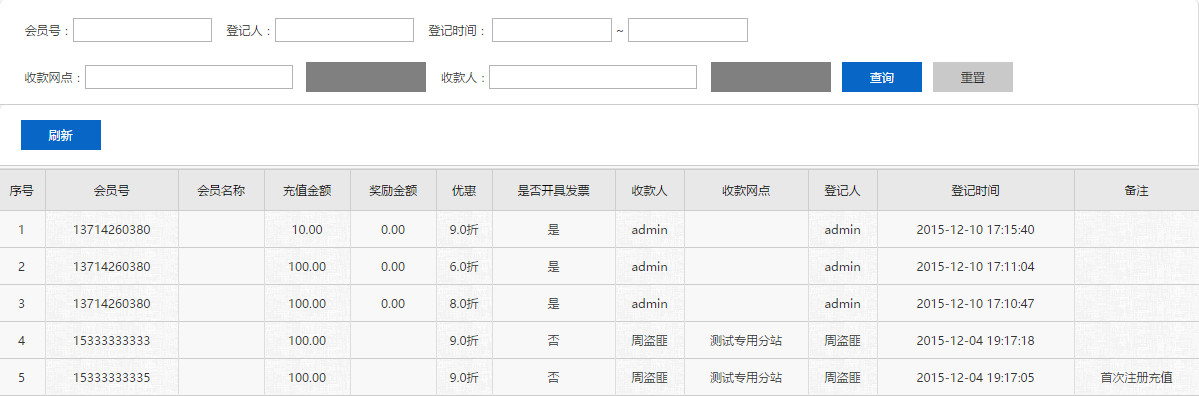 会员号： 登记人： 登记时间： ~
收款网点： 收款人： 查询 重置
刷新
序号 会员号 会员名称 充值金额 奖励金额 优惠 是否开具发票 收款人 收款网点 登记人 登记时间 备注
1 13714260380 10.00 0.00 9.0折 是 admin admin 2015-12-10 17:15:40
2 13714260380 100.00 0.00 6.0折 是 admin admin 2015-12-10 17:11:04
3 13714260380 100.00 0.00 8.0折 是 admin admin 2015-12-10 17:10:47
4 15333333333 100.00 9.0折 否 周盗匪 测试专用分站 周盗匪 2015-12-04 19:17:18
5 15333333335 100.00 9.0折 否 周盗匪 测试专用分站 周盗匪 2015-12-04 19:17:05 首次注册充值